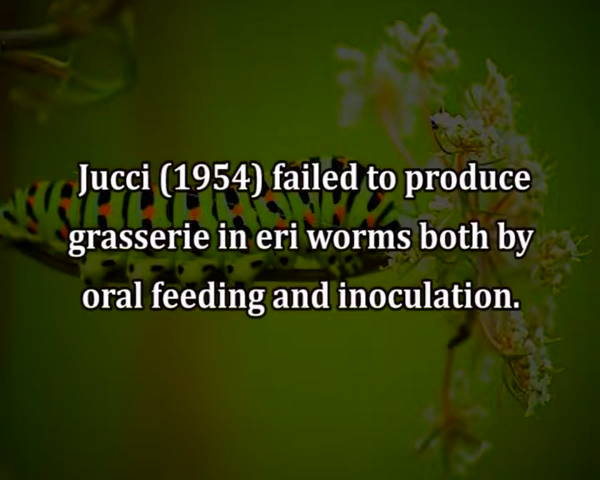 Jucci (1954) failed to produce
grasserie in eri worms both by
oral feeding and inoculation.